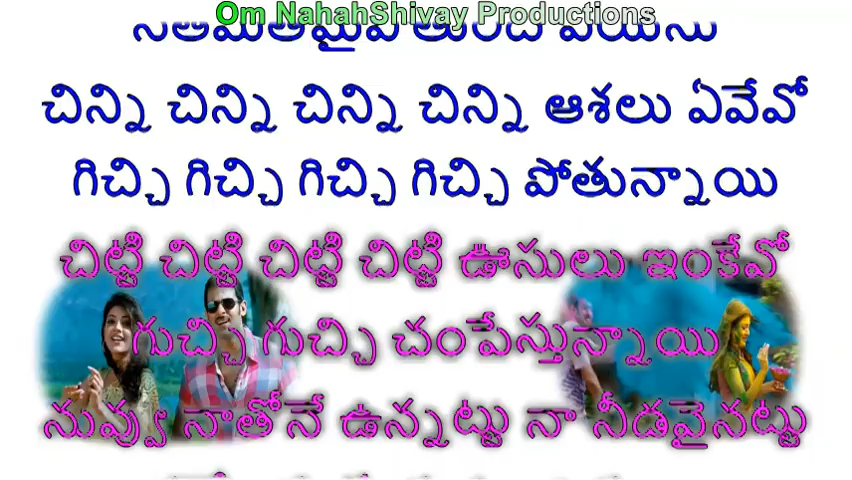 Om NahahShivay Productions
చిన్ని చిన్ని చిన్ని చిన్ని ఆశలు ఏవేవో
గిచ్చి గిచ్చి గిచ్చి గిచ్చి పోతున్నాయి
చిట్టి చిట్టి చిట్టి చిట్టి ఊసులు ఇంకేవో
గుచ్చి గుచ్చి చంపేస్తున్నాయి
నువ్వు నాతోనే ఉన్నట్టు నా నీడవైనట్టు